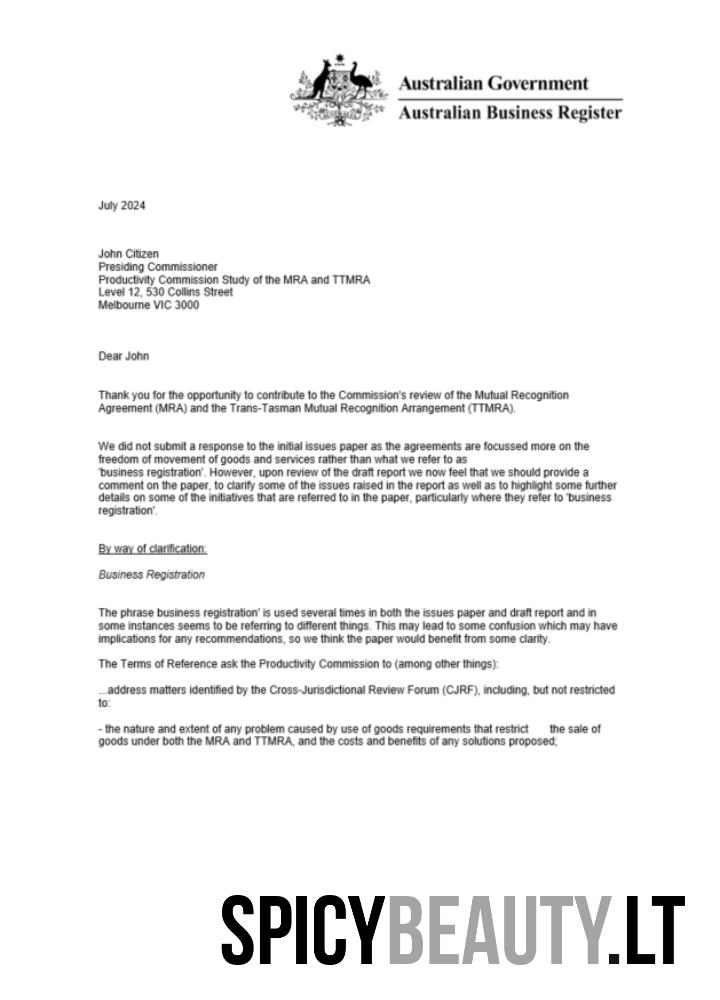 Australian Government
Australian Business Register
July 2024
John Citizen
Presiding Commissioner
Productivity Commission Study of the MRA and TTMRA
Level 12, 530 Collins Street
Melbourne VIC 3000
Dear John
Thank you for the opportunity to contribute to the Commission's review of the Mutual Recognition
Agreement (MRA) and the Trans-Tasman Mutual Recognition Arrangement (TTMRA).
We did not submit a response to the initial issues paper as the agreements are focussed more on the
freedom of movement of goods and services rather than what we refer to as
'business registration'. However, upon review of the draft report we now feel that we should provide a
comment on the paper, to clarify some of the issues raised in the report as well as to highlight some further
details on some of the initiatives that are referred to in the paper, particularly where they refer to 'business
registration'.
By way of clarification:
Business Registration
The phrase business registration' is used several times in both the issues paper and draft report and in
some instances seems to be referring to different things. This may lead to some confusion which may have
implications for any recommendations, so we think the paper would benefit from some clarity.
The Terms of Reference ask the Productivity Commission to (among other things):
...address matters identified by the Cross-Jurisdictional Review Forum (CJRF), including, but not restricted
to:
- the nature and extent of any problem caused by use of goods requirements that restrict the sale of
goods under both the MRA and TTMRA, and the costs and benefits of any solutions proposed;
SPICYBEAUTY.LT